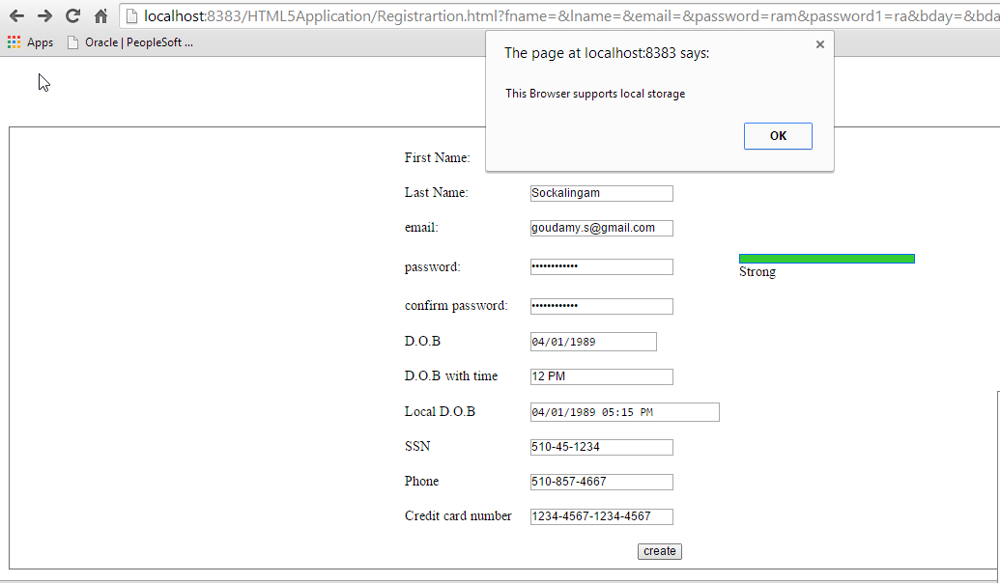 localhost:8383/HTML5Application/Registrartion.html?fname=&lname=&email=&password=ram&password1=ra&bday=&bda
Apps Oracle | PeopleSoft ...
The page at localhost:8383 says:
This Browser supports local storage
OK
First Name:
Last Name: Sockalingam
email: goudamy.s@gmail.com
password: ••••••••••••
Strong
confirm password: ••••••••••••
D.O.B 04/01/1989
D.O.B with time 12 PM
Local D.O.B 04/01/1989 05:15 PM
SSN 510-45-1234
Phone 510-857-4667
Credit card number 1234-4567-1234-4567
create